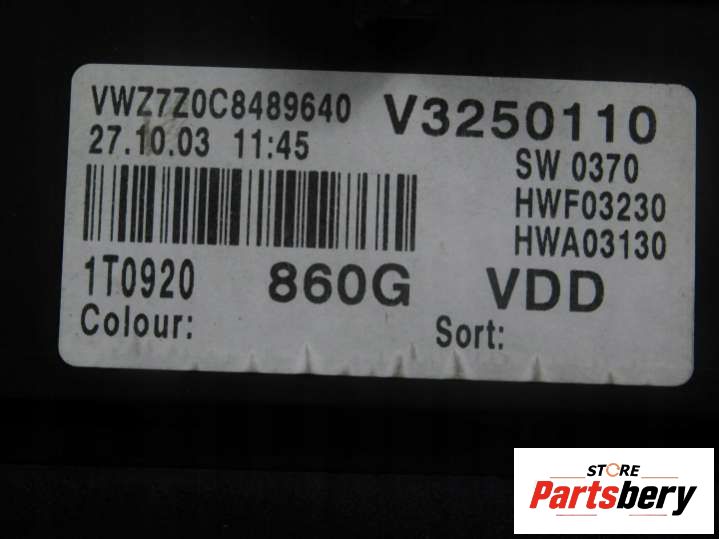 VWZ7Z0C8489640 V3250110
27.10.03 11:45 SW 0370
HWF03230
HWA03130
1T0920 860G VDD
Colour: Sort:
STORE
Partsbery